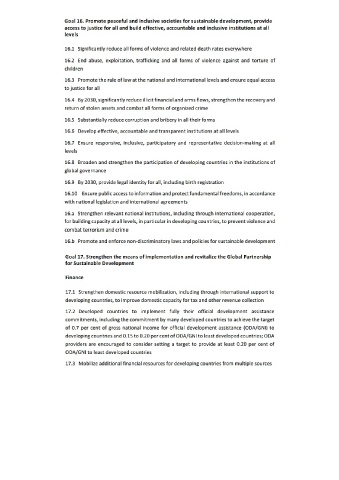 Goal 16. Promote peaceful and inclusive societies for sustainable development, provide
access to justice for all and build effective, accountable and inclusive institutions at all
levels
16.1 Significantly reduce all forms of violence and related death rates everywhere
16.2 End abuse, exploitation, trafficking and all forms of violence against and torture of
children
16.3 Promote the rule of law at the national and international levels and ensure equal access
to justice for all
16.4 By 2030, significantly reduce illicit financial and arms flows, strengthen the recovery and
return of stolen assets and combat all forms of organized crime
16.5 Substantially reduce corruption and bribery in all their forms
16.6 Develop effective, accountable and transparent institutions at all levels
16.7 Ensure responsive, inclusive, participatory and representative decision-making at all
levels
16.8 Broaden and strengthen the participation of developing countries in the institutions of
global governance
16.9 By 2030, provide legal identity for all, including birth registration
16.10 Ensure public access to information and protect fundamental freedoms, in accordance
with national legislation and international agreements
16.a Strengthen relevant national institutions, including through international cooperation,
for building capacity at all levels, in particular in developing countries, to prevent violence and
combat terrorism and crime
16.b Promote and enforce non-discriminatory laws and policies for sustainable development
Goal 17. Strengthen the means of implementation and revitalize the Global Partnership
for Sustainable Development
Finance
17.1 Strengthen domestic resource mobilization, including through international support to
developing countries, to improve domestic capacity for tax and other revenue collection
17.2 Developed countries to implement fully their official development assistance
commitments, including the commitment by many developed countries to achieve the target
of 0.7 per cent of gross national income for official development assistance (ODA/GNI) to
developing countries and 0.15 to 0.20 per cent of ODA/GNI to least developed countries; ODA
providers are encouraged to consider setting a target to provide at least 0.20 per cent of
ODA/GNI to least developed countries
17.3 Mobilize additional financial resources for developing countries from multiple sources